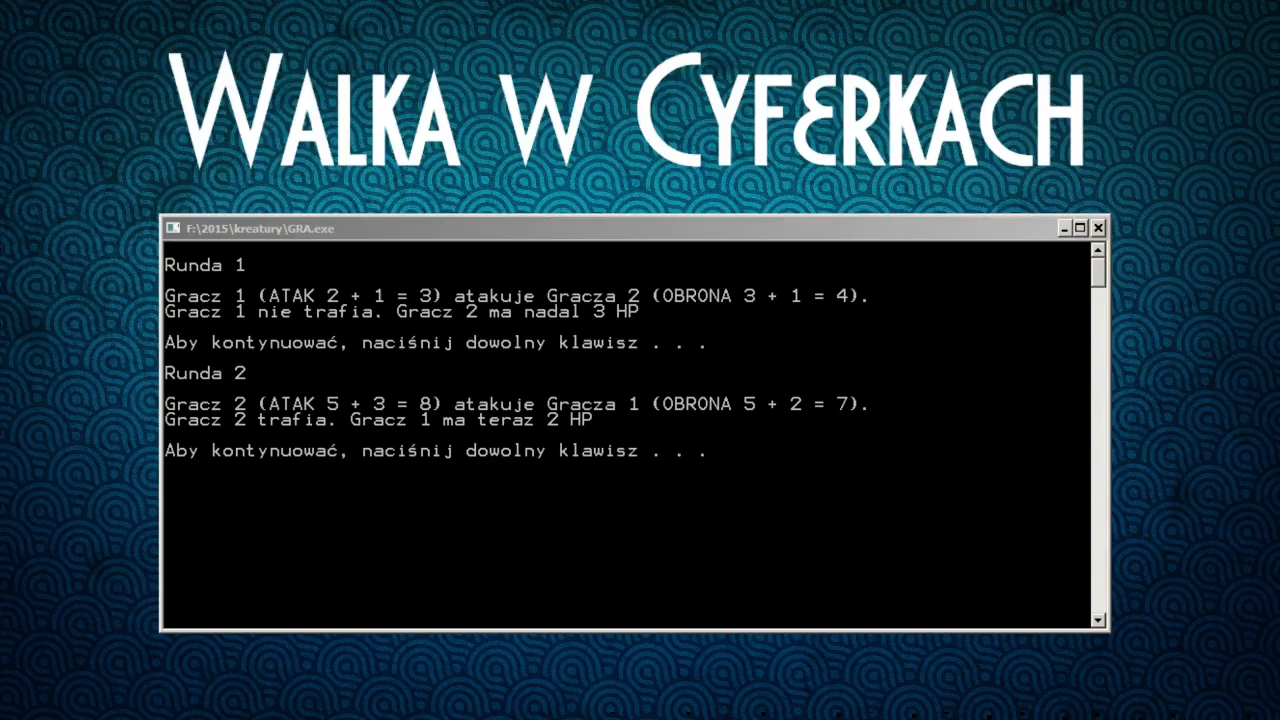 WALKA W CYFERKACH
F:\2015\kreatury\GRA.exe
Runda 1
Gracz 1 (ATAK 2 + 1 = 3) atakuje Gracza 2 (OBRONA 3 + 1 = 4).
Gracz 1 nie trafia. Gracz 2 ma nadal 3 HP
Aby kontynuować, naciśnij dowolny klawisz . . .
Runda 2
Gracz 2 (ATAK 5 + 3 = 8) atakuje Gracza 1 (OBRONA 5 + 2 = 7).
Gracz 2 trafia. Gracz 1 ma teraz 2 HP
Aby kontynuować, naciśnij dowolny klawisz . . .